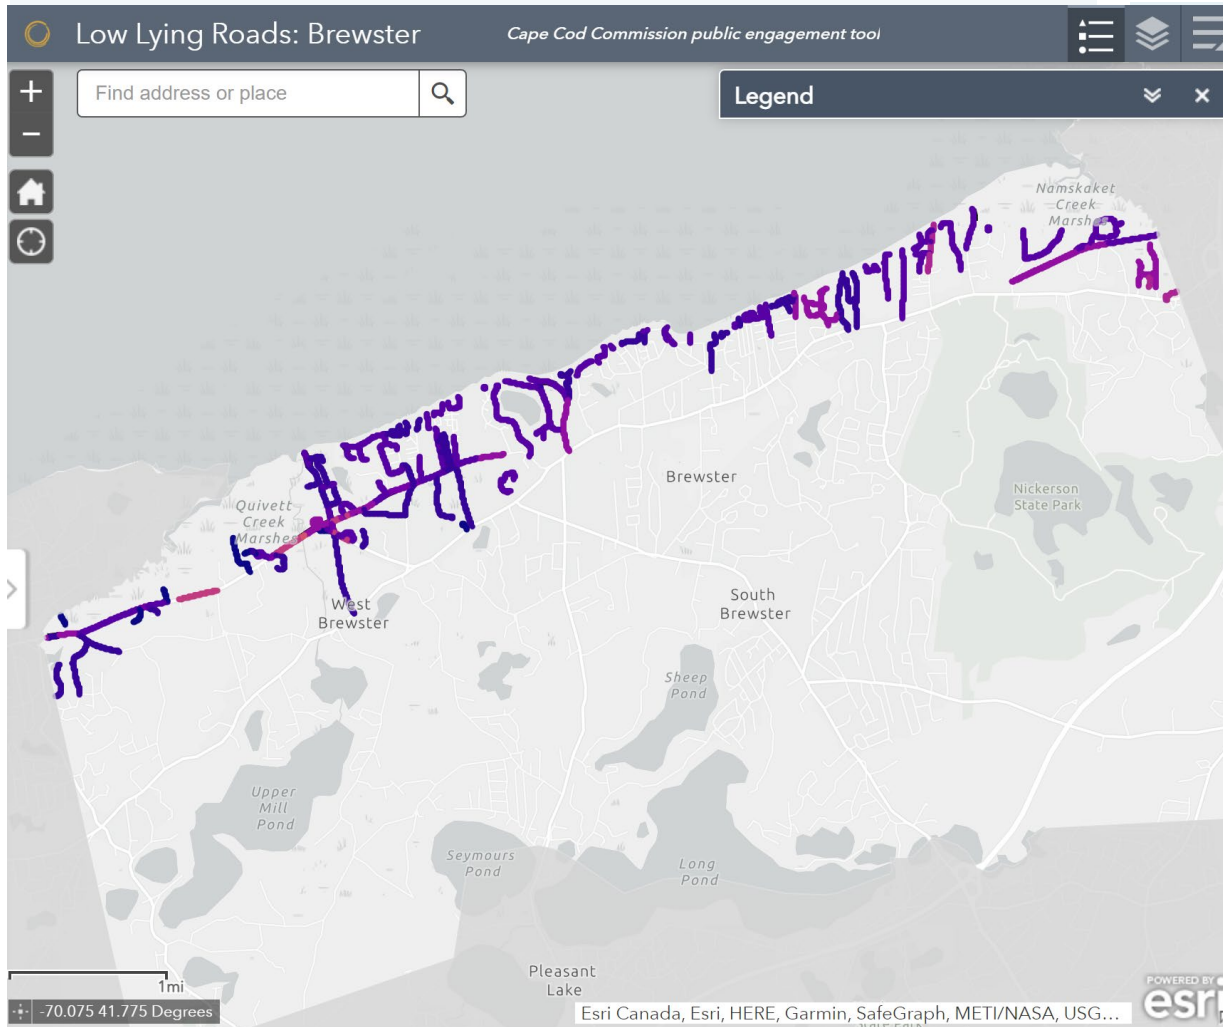 Low Lying Roads: Brewster
Cape Cod Commission public engagement tool
Find address or place
Legend
Namskaket
Creek
Marshes
Brewster
Nickerson
State Park
Quivett
Creek
Marshes
West
Brewster
South
Brewster
Sheep
Pond
Upper
Mill
Pond
Seymours
Pond
Long
Pond
Pleasant
Lake
1mi
-70.075 41.775 Degrees
Esri Canada, Esri, HERE, Garmin, SafeGraph, METI/NASA, USG...
POWERED BY
esri